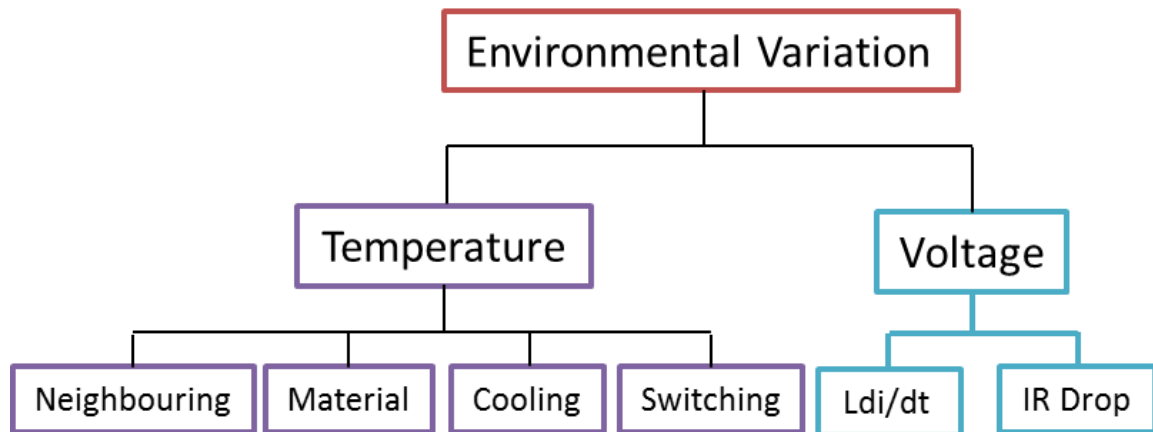 Environmental Variation
Temperature
Voltage
Neighbouring
Material
Cooling
Switching
Ldi/dt
IR Drop